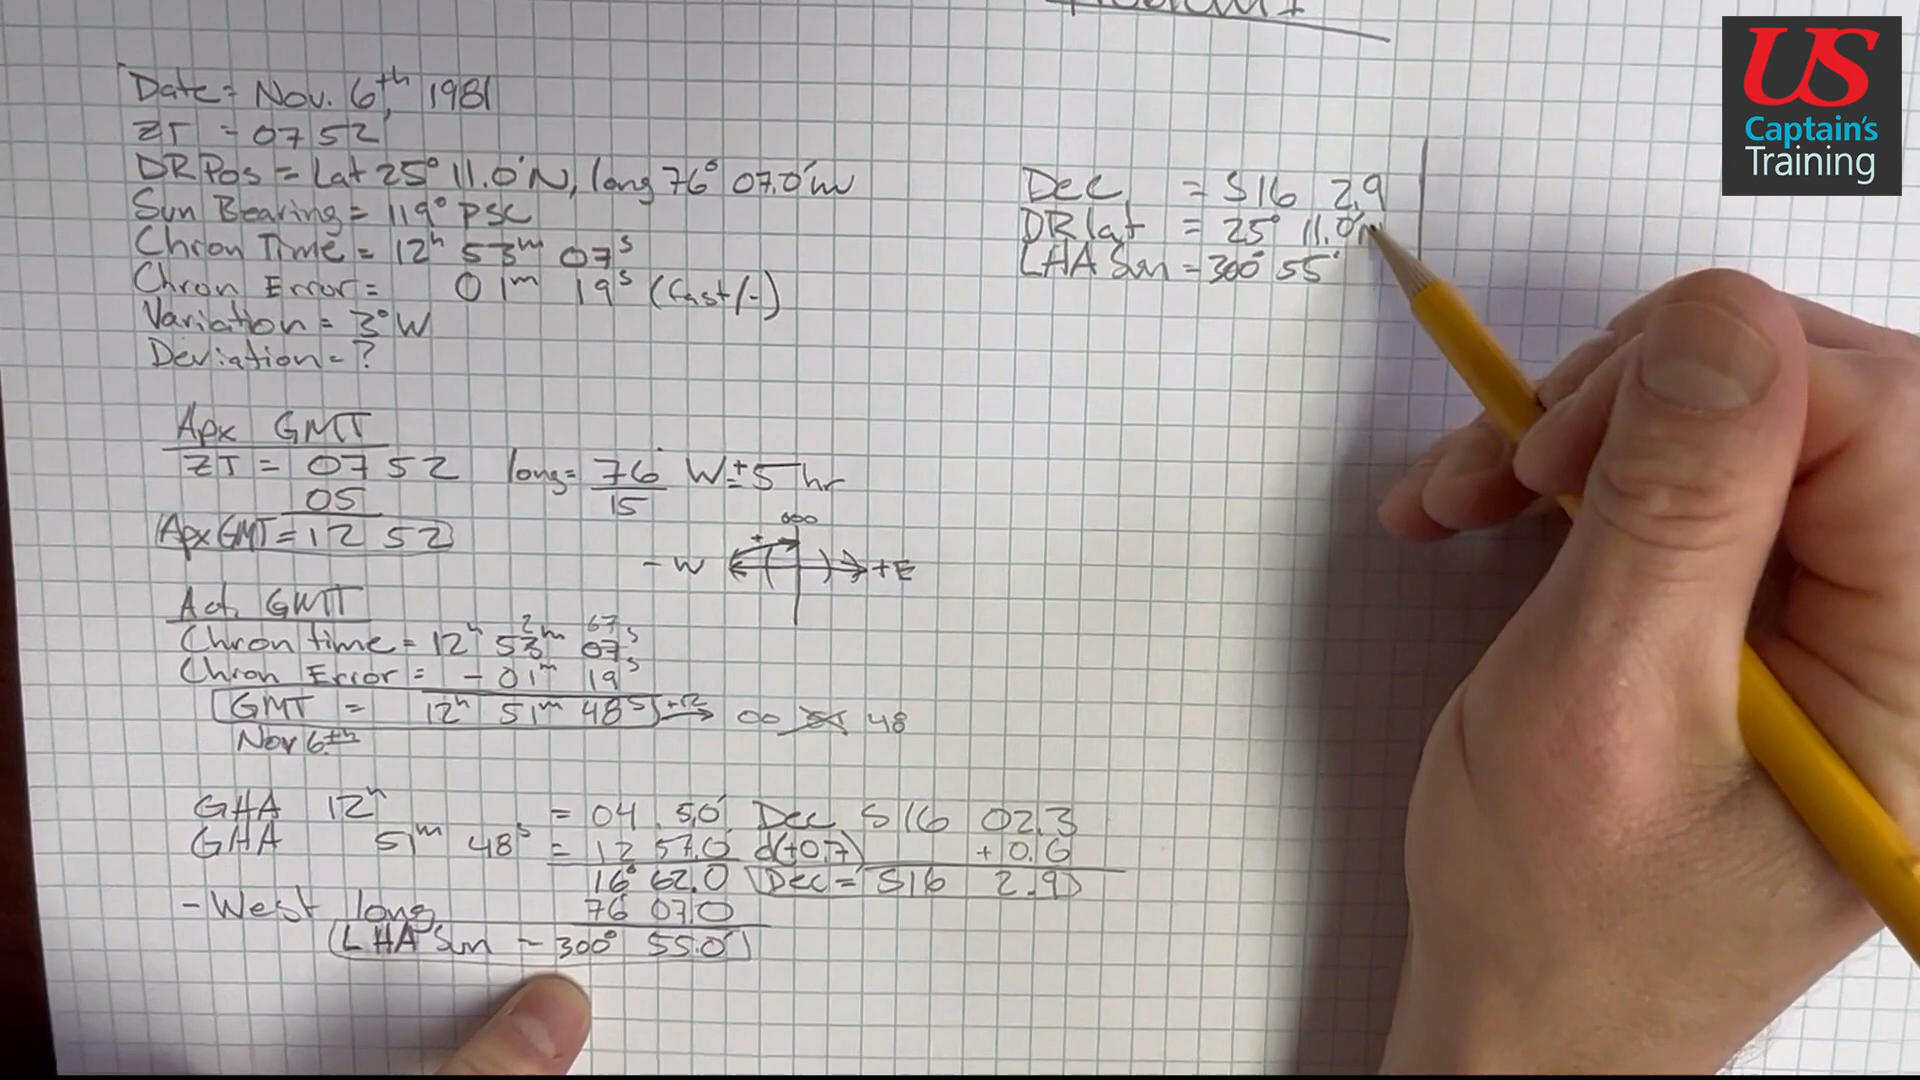 Date = Nov. 6th, 1981
ZT = 0752
DR Pos = Lat 25° 11.0'N, long 76° 07.0'W
Sun Bearing = 119° psc
Chron Time = 12h 53m 07s
Chron Error = 01m 19s (fast/-)
Variation = 3°W
Deviation = ?
Apx GMT
ZT = 0752 long = 76 W ± 5 hr
05 15
Apx GMT = 12 52
000
+
- W +E
Act. GMT
2 67
Chron time = 12h 53m 07s
Chron Error = - 01m 19s
GMT = 12h 51m 48s +12 00 51 48
Nov 6th
GHA 12h = 04 5.0' Dec S16 02.3
GHA 51m 48s = 12 57.0 d(+0.7) + 0.6
16° 62.0 Dec = S16 2.9
- West long 76 07.0
LHA Sun = 300° 55.0'
Dec = S16 2.9
DR lat = 25° 11.0'N
LHA Sun = 300° 55'
US
Captain's
Training